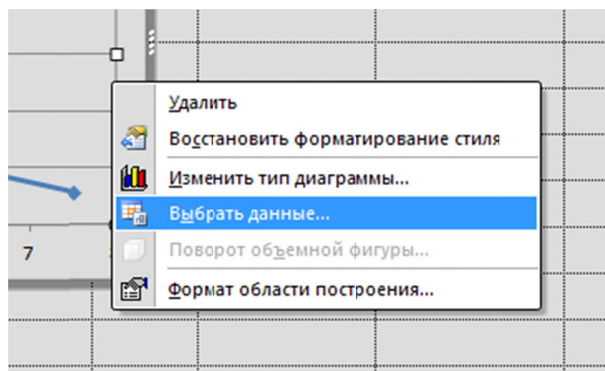 Удалить
Восстановить форматирование стиля
Изменить тип диаграммы...
Выбрать данные...
7
Поворот объемной фигуры...
Формат области построения...